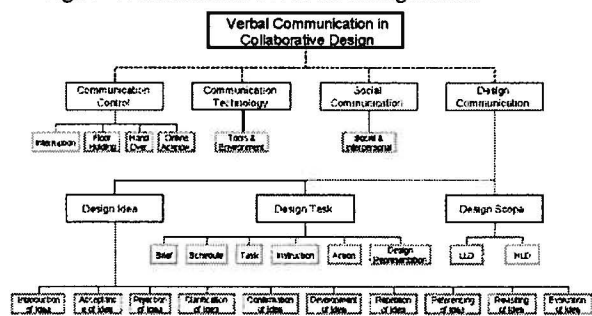 Verbal Communication in
Collaborative Design
Communication
Control
Communication
Technology
Social
Communication
Design
Communication
Interruption
Floor
Holding
Hand
Over
Online
Tools &
Environment
Social &
Interpersonal
Design Idea
Design Task
Design Scope
Brief
Schedule
Task
Instruction
Action
Design
Representation
LLD
HLD
Introduction
of Idea
Acceptanc
e of Idea
Rejection
of Idea
Clarification
of Idea
Confirmation
of Idea
Development
of Idea
Repetition
of Idea
Referencing
of Idea
Revisiting
of Idea
Evaluation
of Idea